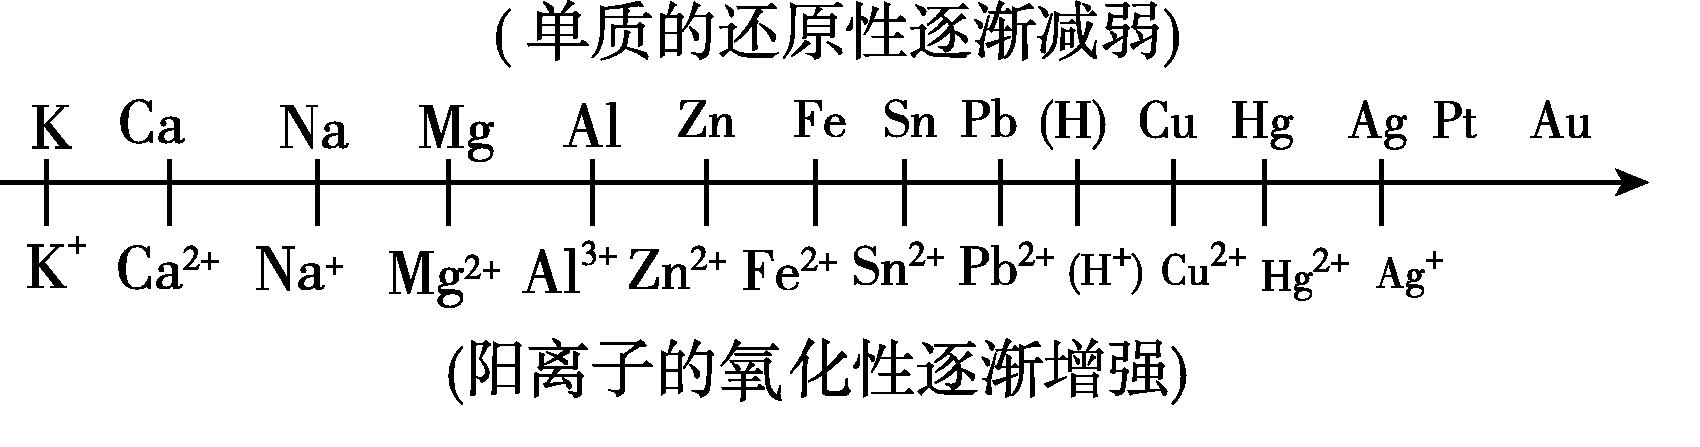 (单质的还原性逐渐减弱)
K Ca Na Mg Al Zn Fe Sn Pb (H) Cu Hg Ag Pt Au
K⁺ Ca²⁺ Na⁺ Mg²⁺ Al³⁺ Zn²⁺ Fe²⁺ Sn²⁺ Pb²⁺ (H⁺) Cu²⁺ Hg²⁺ Ag⁺
(阳离子的氧化性逐渐增强)